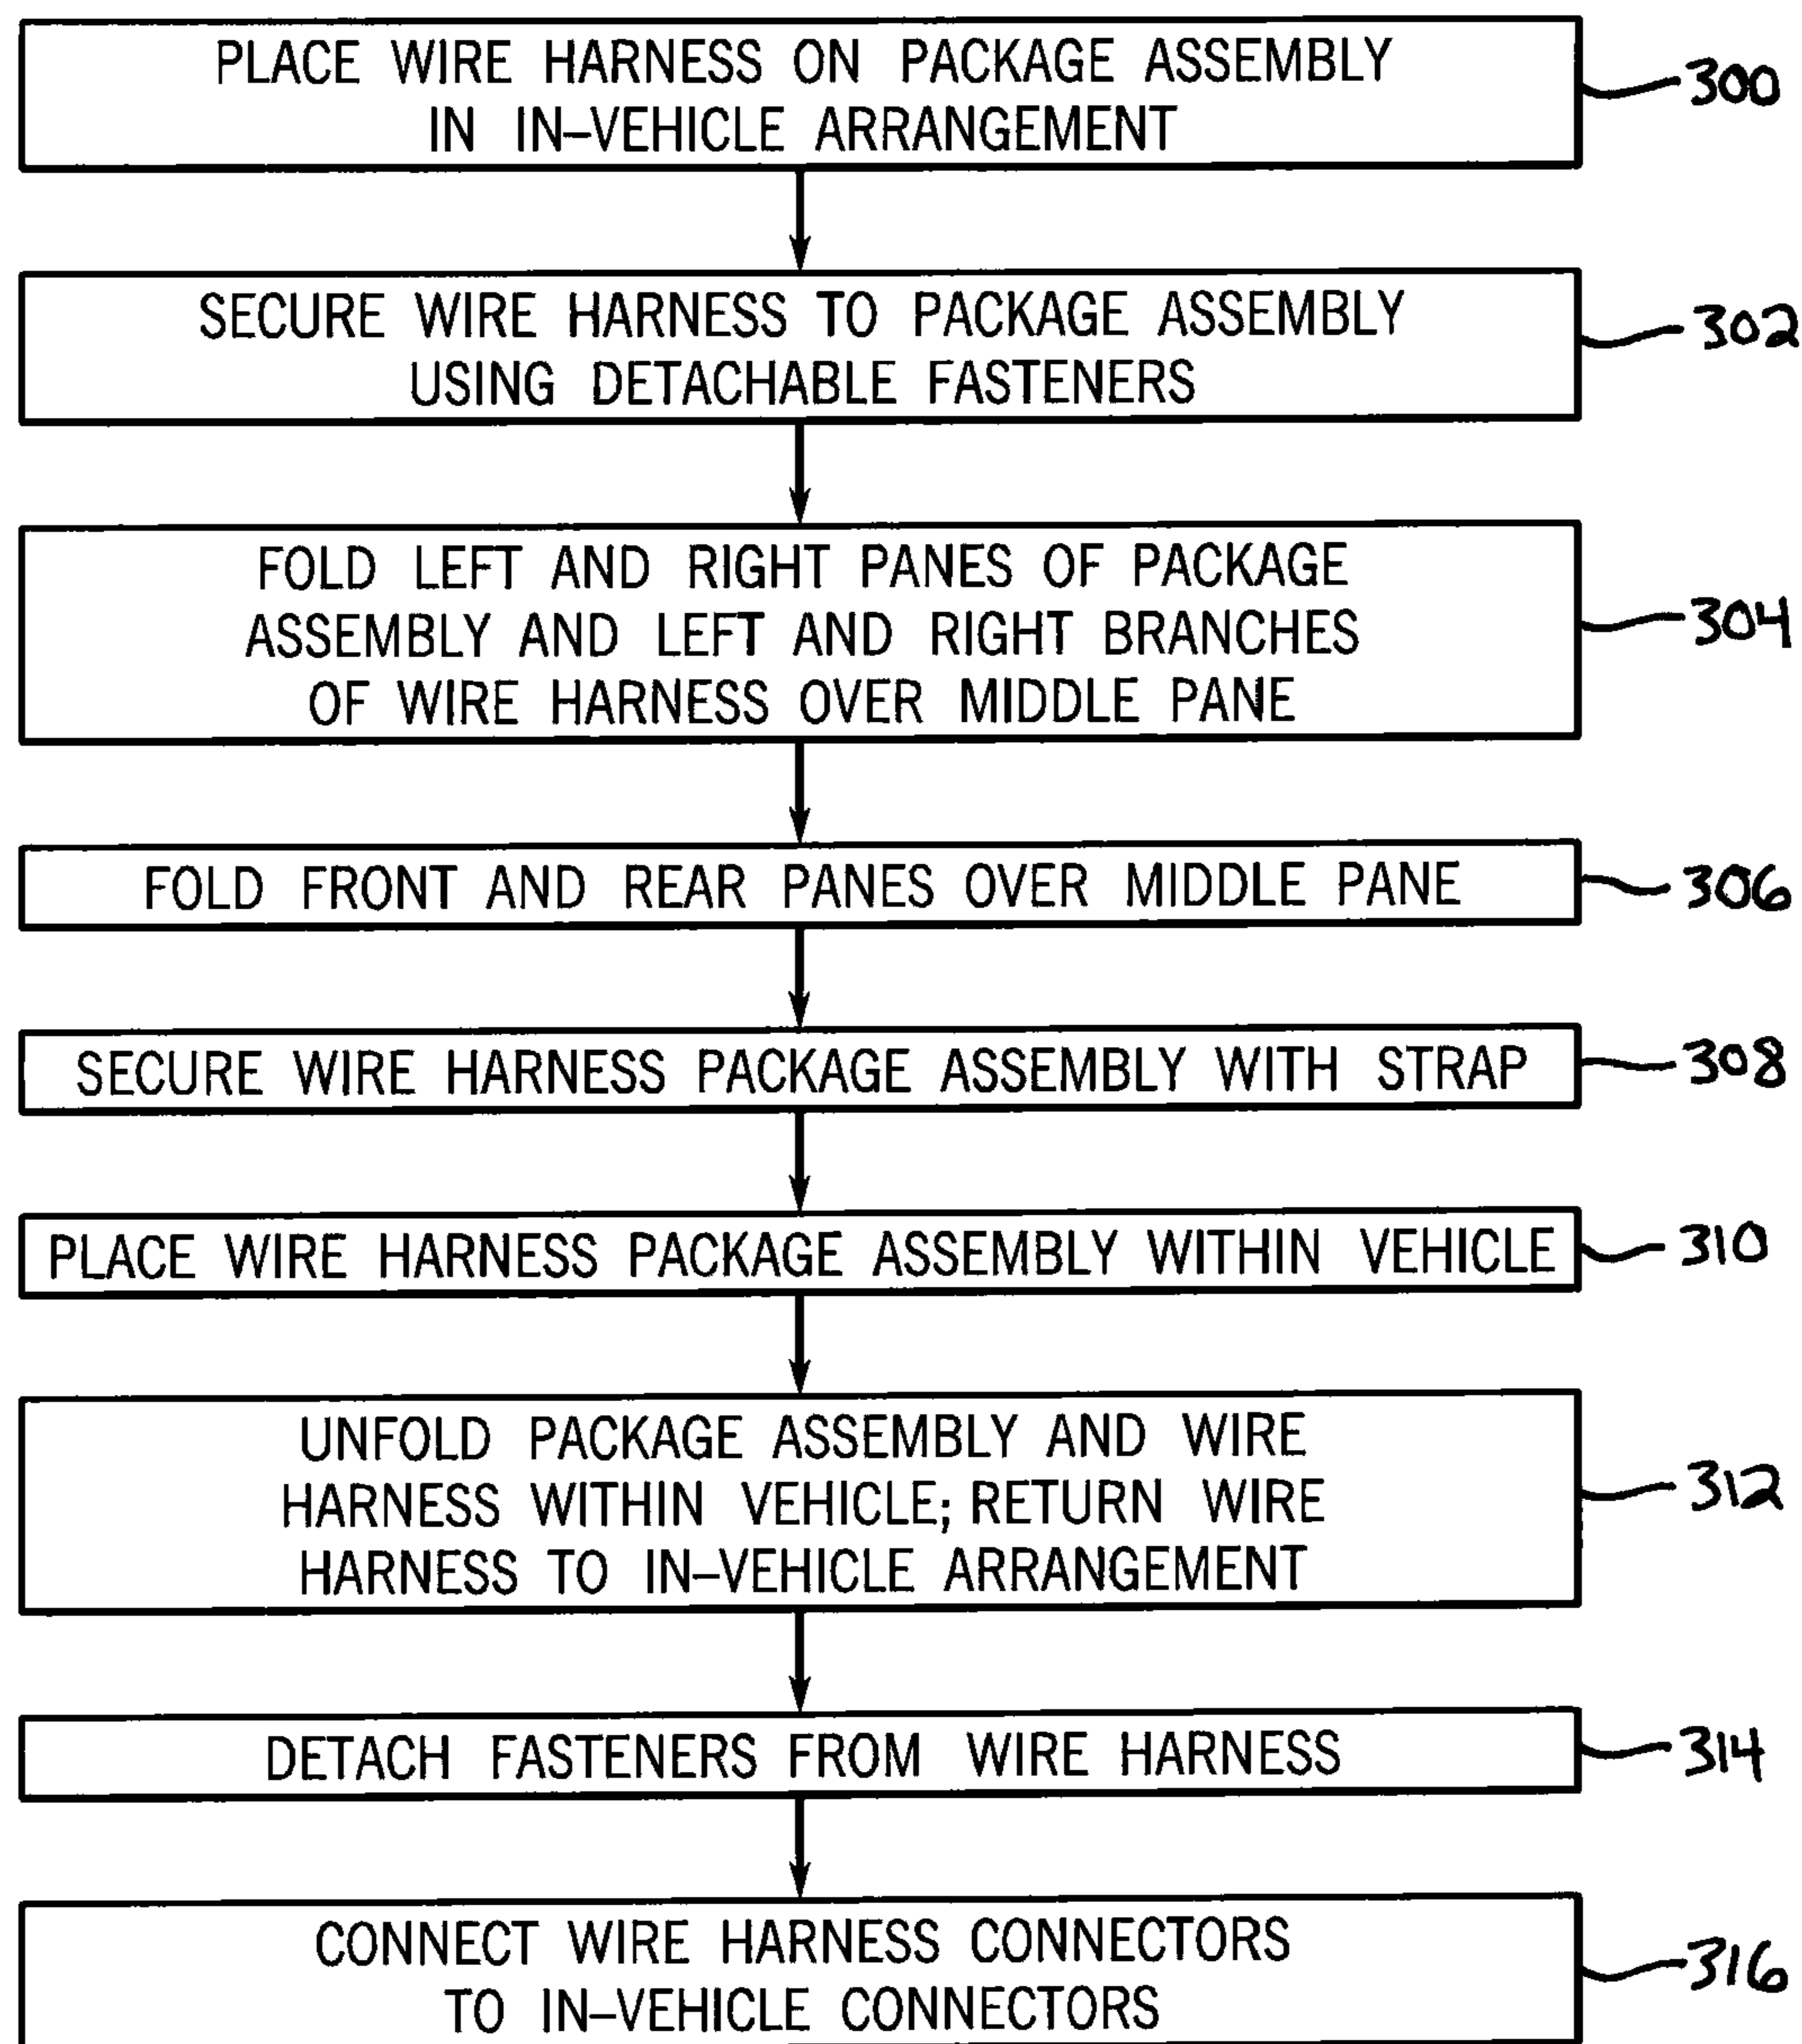 PLACE WIRE HARNESS ON PACKAGE ASSEMBLY
IN IN–VEHICLE ARRANGEMENT
300
SECURE WIRE HARNESS TO PACKAGE ASSEMBLY
USING DETACHABLE FASTENERS
302
FOLD LEFT AND RIGHT PANES OF PACKAGE
ASSEMBLY AND LEFT AND RIGHT BRANCHES
OF WIRE HARNESS OVER MIDDLE PANE
304
FOLD FRONT AND REAR PANES OVER MIDDLE PANE
306
SECURE WIRE HARNESS PACKAGE ASSEMBLY WITH STRAP
308
PLACE WIRE HARNESS PACKAGE ASSEMBLY WITHIN VEHICLE
310
UNFOLD PACKAGE ASSEMBLY AND WIRE
HARNESS WITHIN VEHICLE; RETURN WIRE
HARNESS TO IN–VEHICLE ARRANGEMENT
312
DETACH FASTENERS FROM WIRE HARNESS
314
CONNECT WIRE HARNESS CONNECTORS
TO IN–VEHICLE CONNECTORS
316